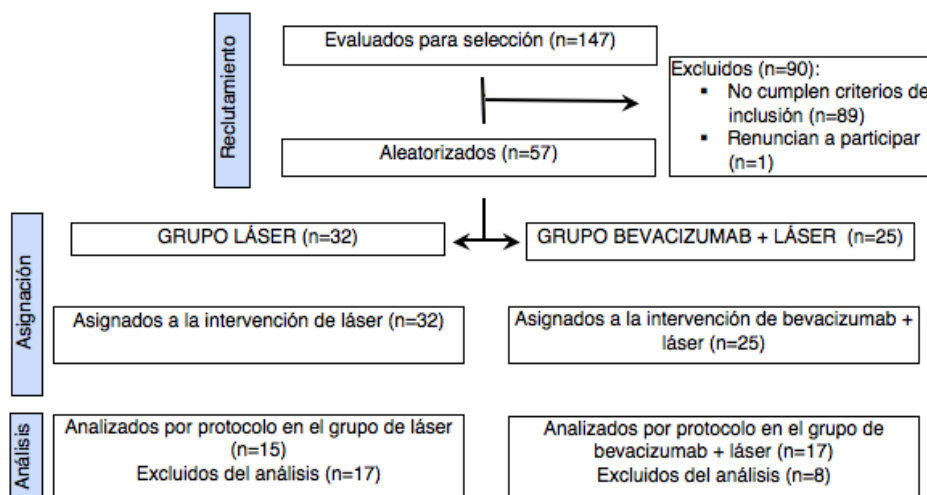 Reclutamiento
Evaluados para selección (n=147)
Excluidos (n=90):
▪ No cumplen criterios de
inclusión (n=89)
▪ Renuncian a participar
(n=1)
Aleatorizados (n=57)
Asignación
GRUPO LÁSER (n=32)
GRUPO BEVACIZUMAB + LÁSER (n=25)
Asignados a la intervención de láser (n=32)
Asignados a la intervención de bevacizumab +
láser (n=25)
Análisis
Analizados por protocolo en el grupo de láser
(n=15)
Excluidos del análisis (n=17)
Analizados por protocolo en el grupo de
bevacizumab + láser (n=17)
Excluidos del análisis (n=8)